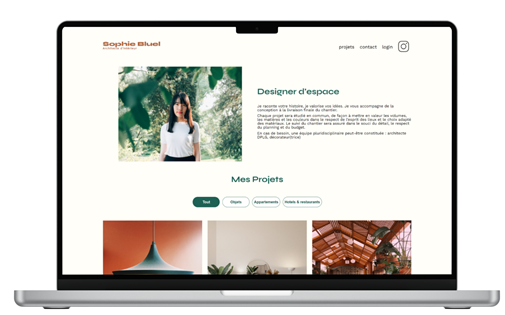 Sophie Bluel
Architecte d'intérieur
projets contact login
Designer d'espace
Je raconte votre histoire, je valorise vos idées. Je vous accompagne de la
conception à la livraison finale du chantier.
Chaque projet sera étudié en commun, de façon à mettre en valeur les volumes,
les matières et les couleurs dans le respect de l'esprit des lieux et le choix adapté
des matériaux. Le suivi du chantier sera assuré dans le souci du détail, le respect
du planning et du budget.
En cas de besoin, une équipe pluridisciplinaire peut-être constituée : architecte
DPLG, décorateur(trice)
Mes Projets
Tous
Objets
Appartements
Hotels & restaurants